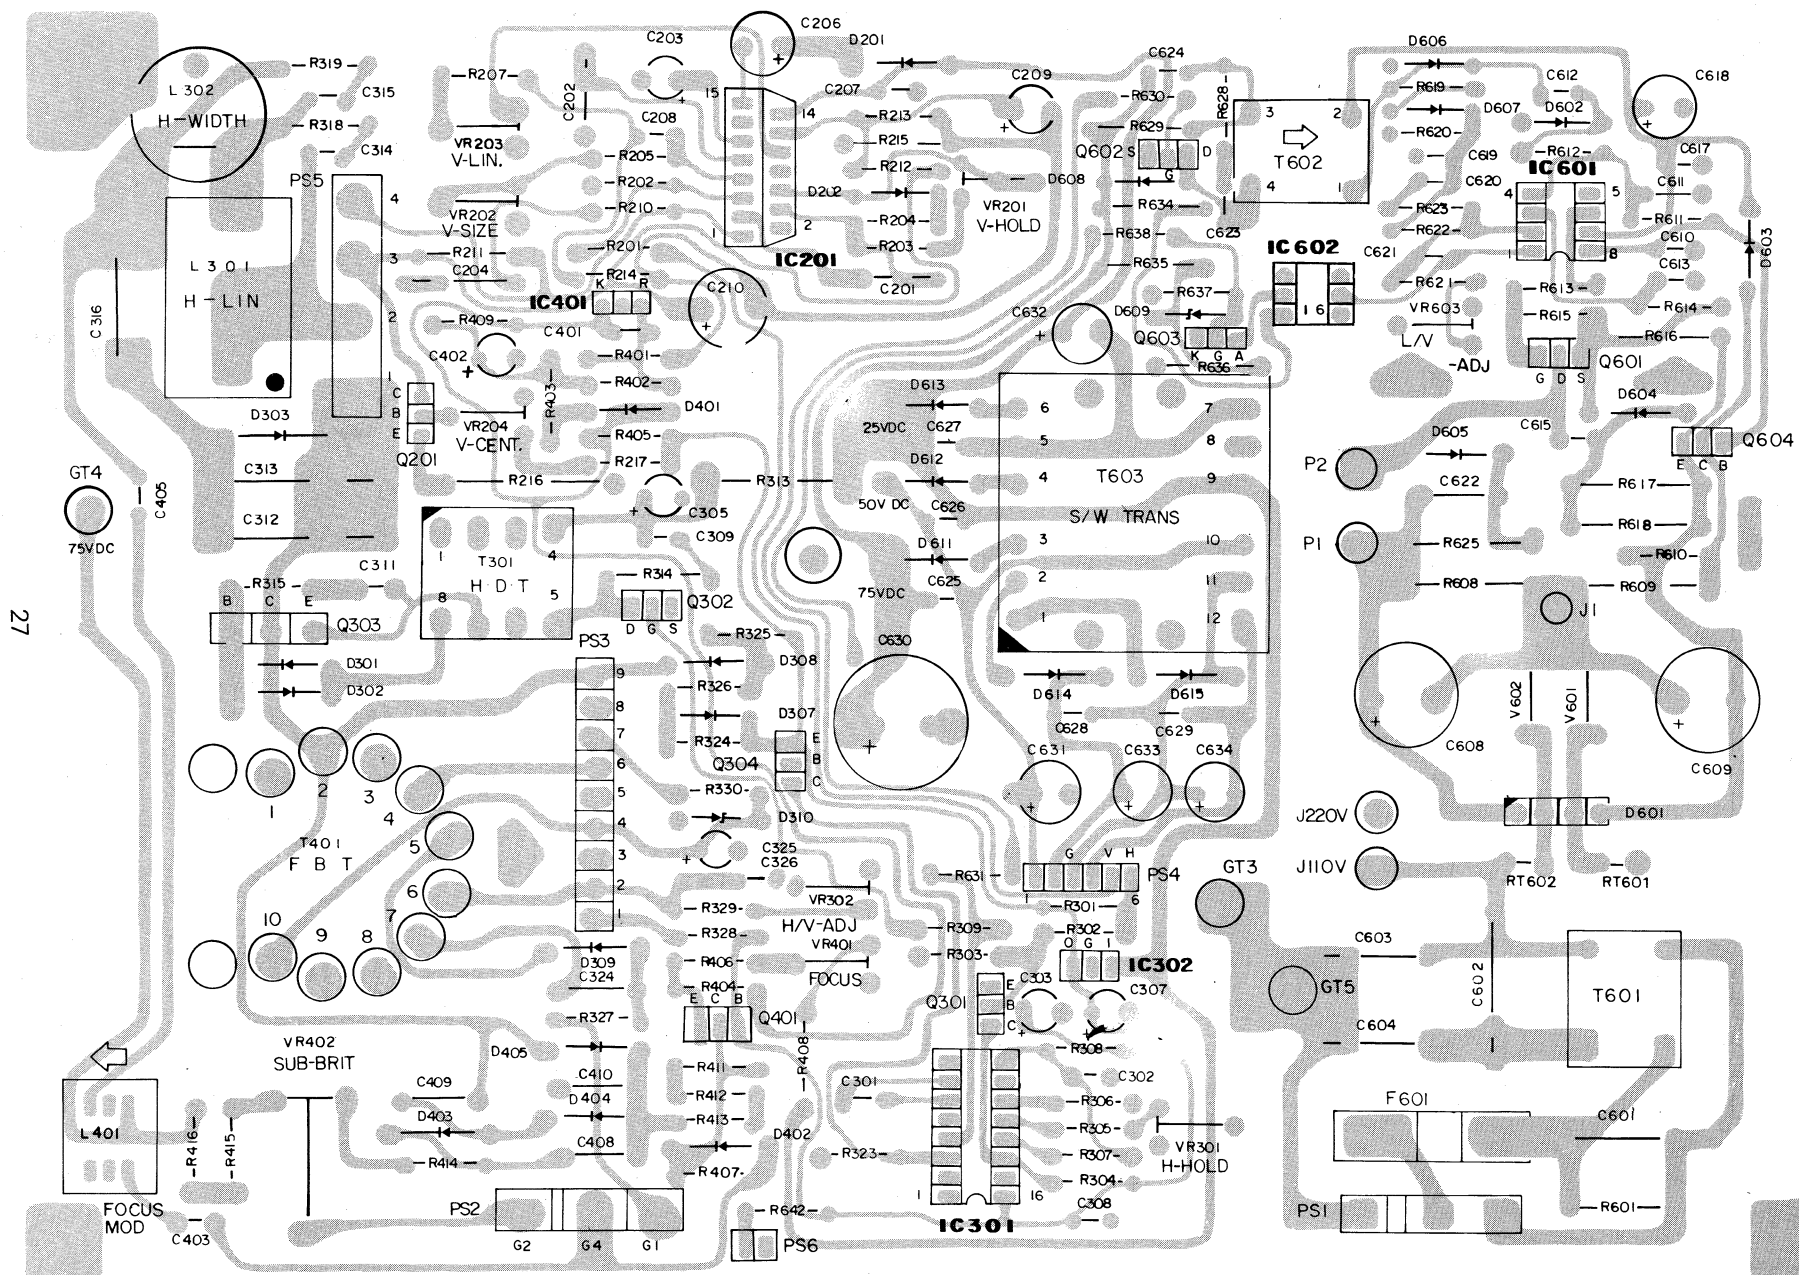 C206
C203
D201
C624
D606
R319
L302
H-WIDTH
C315
R207
C202
C207
C209
R630
R628
R619
C612
C618
R318
15
14
R213
3
2
D607
D602
VR203
V-LIN.
C208
R215
R629
T602
R620
C314
R205
R212
Q602
S
D
G
C619
R612
C617
IC601
PS5
4
R202
D202
D608
4
1
C620
4
5
C611
VR202
V-SIZE
R210
R204
VR201
V-HOLD
R634
R623
R611
1
2
C623
R622
R638
R201
R203
IC602
C610
L301
H-LIN
3
R211
IC201
C621
1
8
D603
C204
R214
R635
C613
K
R
C201
R621
R613
IC401
C210
R637
VR603
R614
C316
2
R409
C401
C632
D609
16
R615
L/V
-ADJ
Q603
R616
C402
R401
K
G
A
Q601
R636
G
D
S
1
C
R403
R402
D613
6
7
D604
B
D401
25VDC
C627
D303
VR204
V-CENT.
E
R405
5
8
C615
D605
Q604
Q201
R217
D612
P2
E
C
B
GT4
C313
R216
R313
4
T603
9
C622
R617
C405
50V DC
C626
C305
S/W TRANS
R618
C312
75VDC
C309
D611
3
10
P1
R625
R610
1
T301
4
C311
H·D·T
R314
C625
2
11
R608
R609
R315
8
5
75VDC
B
C
E
Q302
1
12
J1
Q303
D
G
S
R325
C630
PS3
D301
9
D308
D302
R326
D614
D615
V602
V601
8
D307
C628
C629
7
R324
E
C631
C633
C634
C608
Q304
B
C609
6
C
1
2
3
5
R330
4
J220V
D601
4
D310
T401
F B T
5
3
C325
C326
G
V
H
GT3
J110V
2
R631
PS4
RT602
RT601
6
VR302
1
6
1
R329
R301
10
7
H/V-ADJ
R328
R309
R302
C603
9
8
VR401
O
G
I
D309
R406
R303
IC302
C324
FOCUS
E
C303
C307
C602
R404
Q301
B
GT5
T601
E
C
B
C
R327
Q401
C604
VR402
SUB-BRIT
D405
R408
R308
R411
C410
C301
C302
C409
D404
R412
R306
F601
D403
R413
R305
C601
L401
D402
C408
VR301
H-HOLD
R416
R415
R414
R323
R307
R407
R304
1
16
FOCUS
MOD
PS2
R642
C308
PS1
R601
IC301
C403
G2
G4
G1
PS6
27